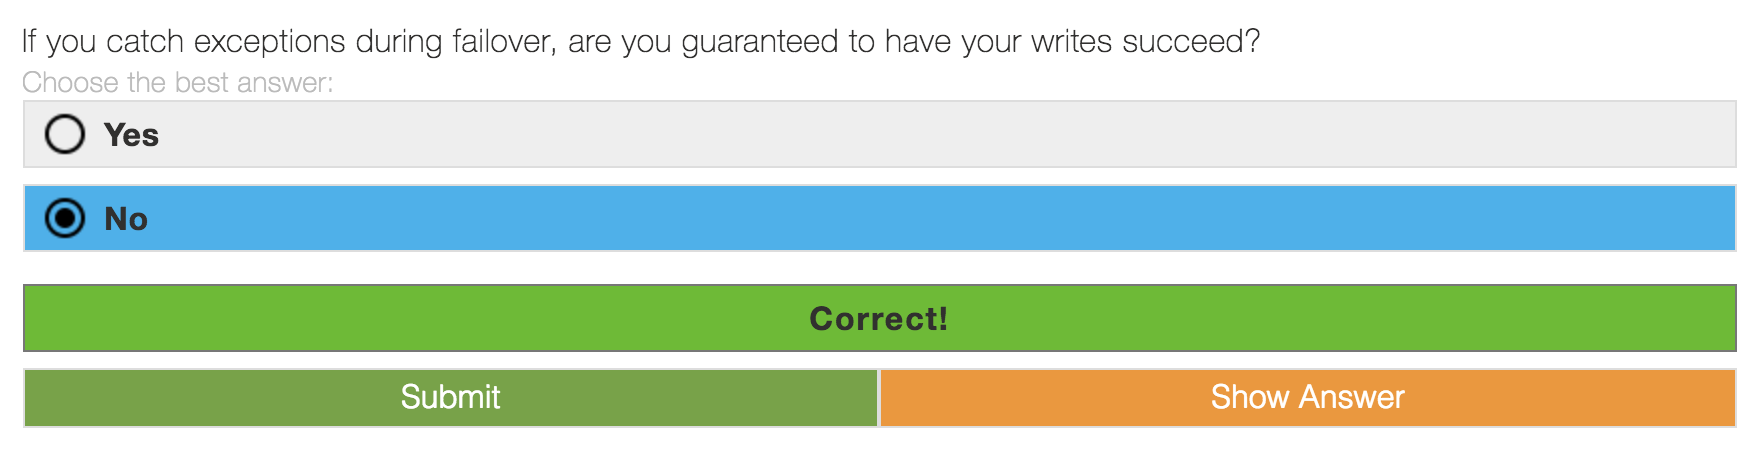 If you catch exceptions during failover, are you guaranteed to have your writes succeed?
Choose the best answer:
Yes
No
Correct!
Submit
Show Answer